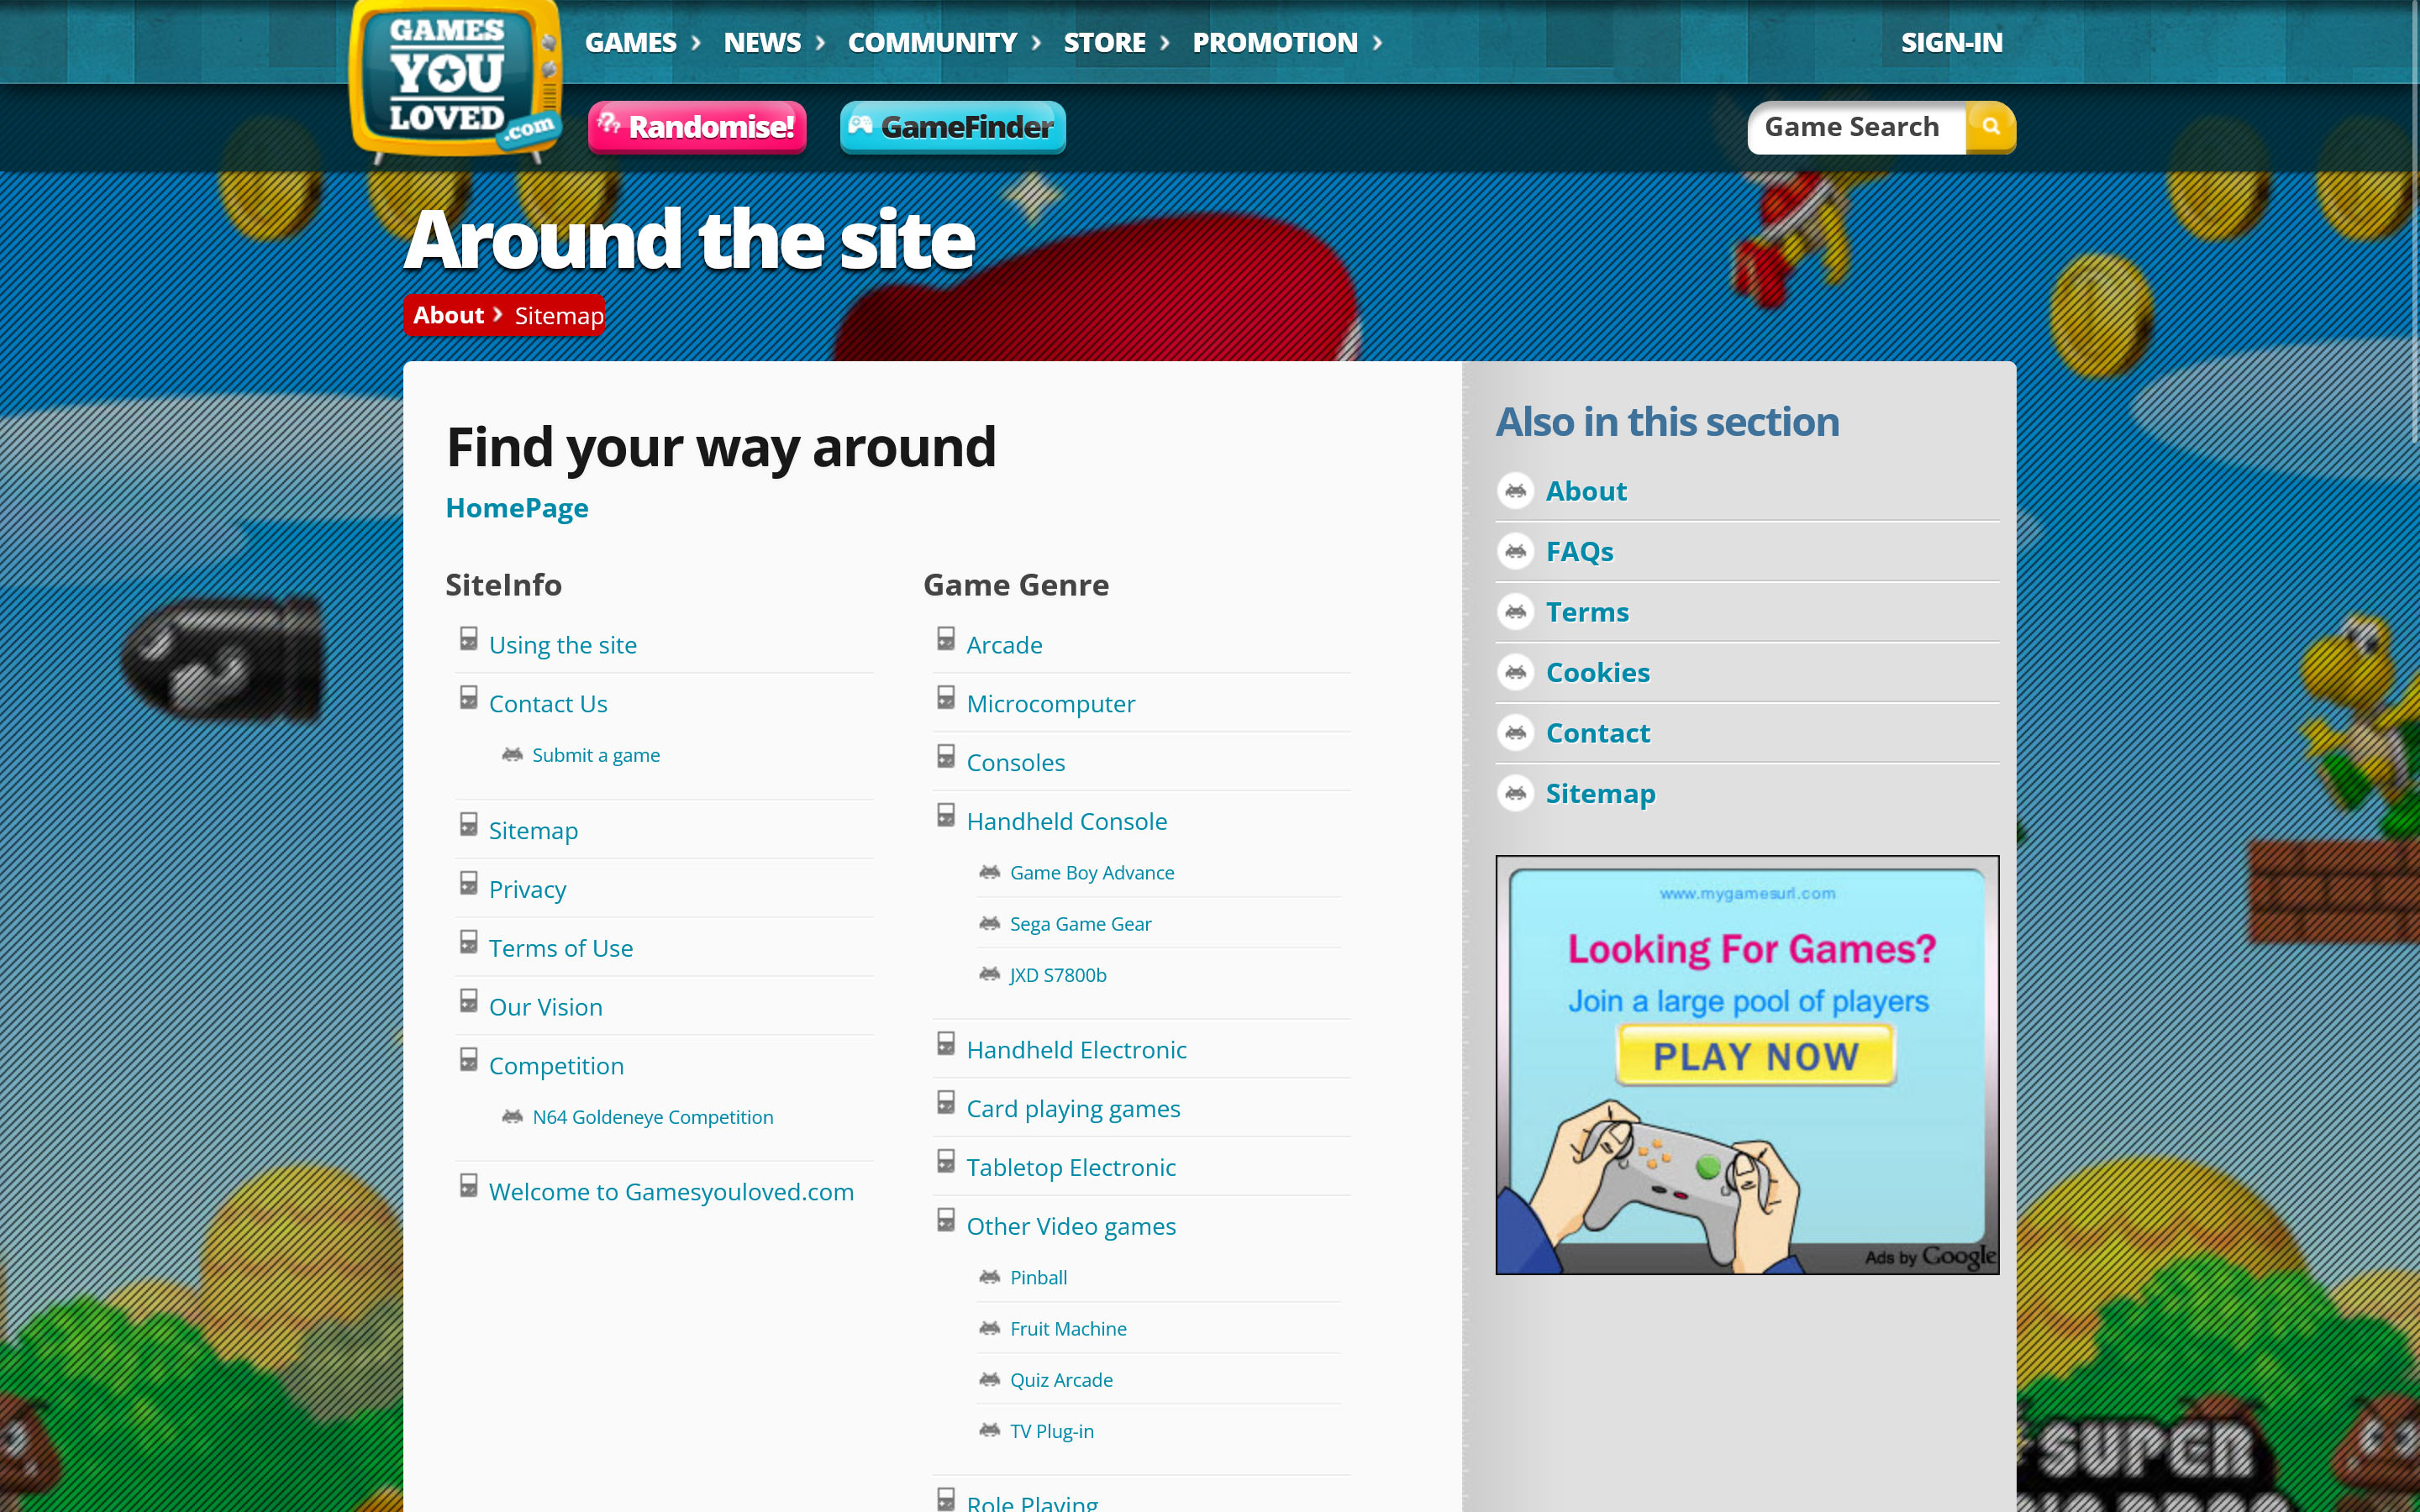 GAMES
YOU
LOVED
.com
GAMES
NEWS
COMMUNITY
STORE
PROMOTION
SIGN-IN
Randomise!
GameFinder
Game Search
Around the site
About
Sitemap
Find your way around
HomePage
SiteInfo
Using the site
Contact Us
Submit a game
Sitemap
Privacy
Terms of Use
Our Vision
Competition
N64 Goldeneye Competition
Welcome to Gamesyouloved.com
Game Genre
Arcade
Microcomputer
Consoles
Handheld Console
Game Boy Advance
Sega Game Gear
JXD S7800b
Handheld Electronic
Card playing games
Tabletop Electronic
Other Video games
Pinball
Fruit Machine
Quiz Arcade
TV Plug-in
Role Playing
Also in this section
About
FAQs
Terms
Cookies
Contact
Sitemap
www.mygamesurl.com
Looking For Games?
Join a large pool of players
PLAY NOW
Ads by Google
SUPER